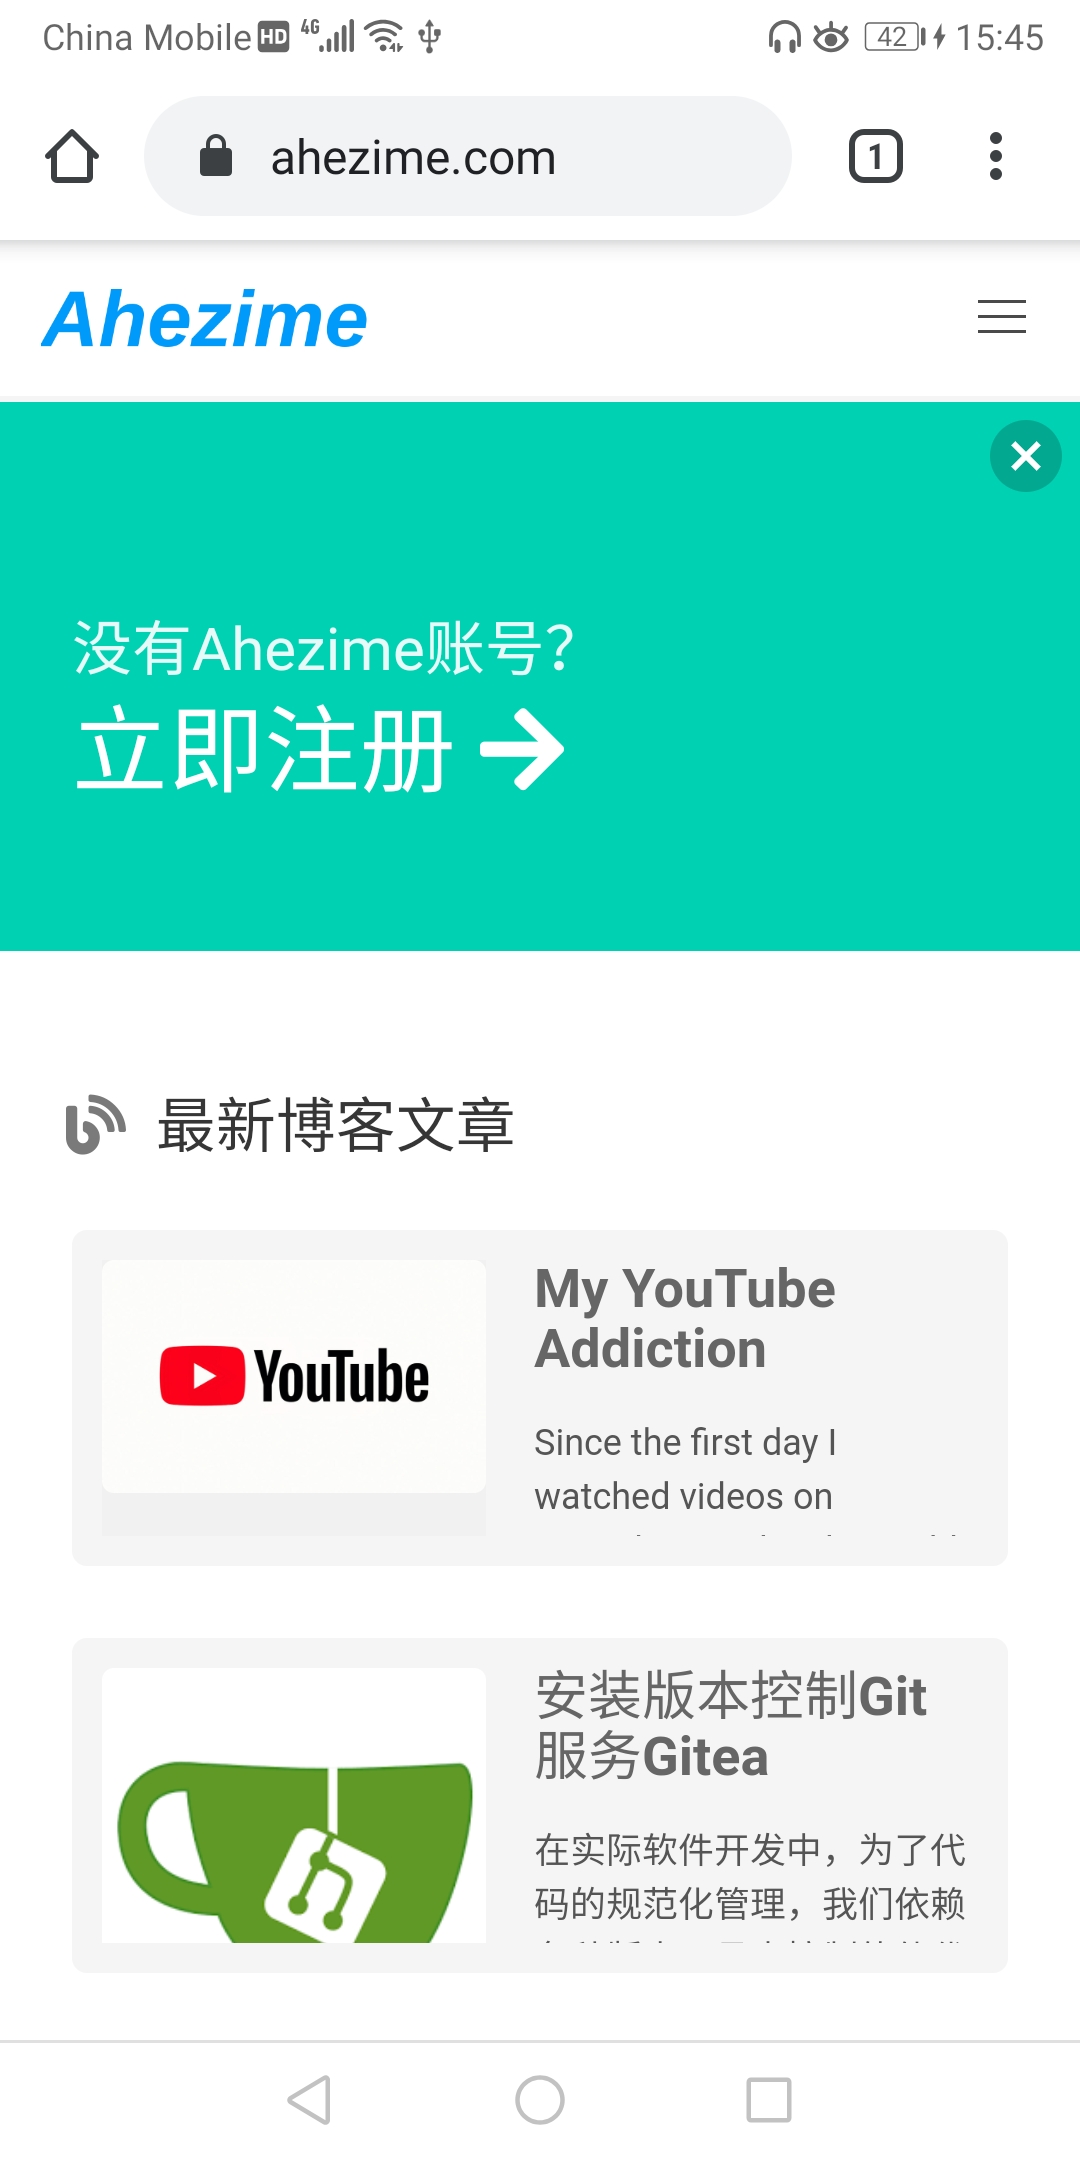 China Mobile HD 4G 42 15:45
ahezime.com 1
Ahezime
没有Ahezime账号?
立即注册
最新博客文章
YouTube
My YouTube
Addiction
Since the first day I
watched videos on
安装版本控制Git
服务Gitea
在实际软件开发中，为了代
码的规范化管理，我们依赖